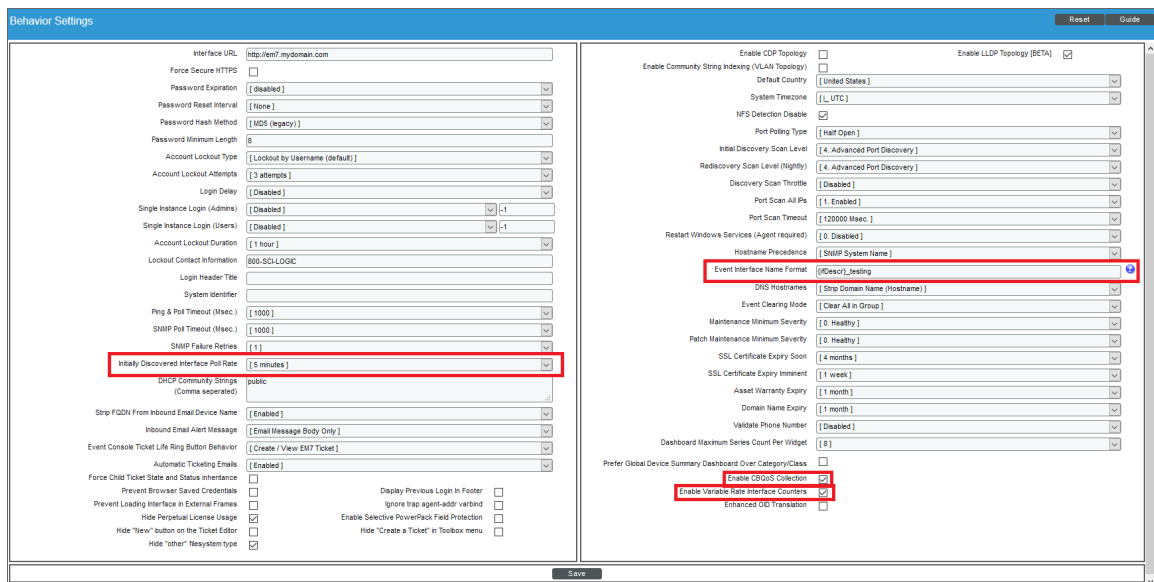 Behavior Settings
Reset
Guide
Interface URL
http://em7.mydomain.com
Force Secure HTTPS
Password Expiration
[ disabled ]
Password Reset Interval
[ None ]
Password Hash Method
[ MD5 (legacy) ]
Password Minimum Length
8
Account Lockout Type
[ Lockout by Username (default) ]
Account Lockout Attempts
[ 3 attempts ]
Login Delay
[ Disabled ]
Single Instance Login (Admins)
[ Disabled ]
-1
Single Instance Login (Users)
[ Disabled ]
-1
Account Lockout Duration
[ 1 hour ]
Lockout Contact Information
800-SCI-LOGIC
Login Header Title
System Identifier
Ping & Poll Timeout (Msec.)
[ 1000 ]
SNMP Poll Timeout (Msec.)
[ 1000 ]
SNMP Failure Retries
[ 1 ]
Initially Discovered Interface Poll Rate
[ 5 minutes ]
DHCP Community Strings
(Comma seperated)
public
Strip FQDN From Inbound Email Device Name
[ Enabled ]
Inbound Email Alert Message
[ Email Message Body Only ]
Event Console Ticket Life Ring Button Behavior
[ Create / View EM7 Ticket ]
Automatic Ticketing Emails
[ Enabled ]
Force Child Ticket State and Status inheritance
Prevent Browser Saved Credentials
Display Previous Login In Footer
Prevent Loading Interface in External Frames
Ignore trap agent-addr varbind
Hide Perpetual License Usage
Enable Selective PowerPack Field Protection
Hide "New" button on the Ticket Editor
Hide "Create a Ticket" in Toolbox menu
Hide "other" filesystem type
Enable CDP Topology
Enable LLDP Topology [BETA]
Enable Community String Indexing (VLAN Topology)
Default Country
[ United States ]
System Timezone
[ |_ UTC ]
NFS Detection Disable
Port Polling Type
[ Half Open ]
Initial Discovery Scan Level
[ 4. Advanced Port Discovery ]
Rediscovery Scan Level (Nightly)
[ 4. Advanced Port Discovery ]
Discovery Scan Throttle
[ Disabled ]
Port Scan All IPs
[ 1. Enabled ]
Port Scan Timeout
[ 120000 Msec. ]
Restart Windows Services (Agent required)
[ 0. Disabled ]
Hostname Precedence
[ SNMP System Name ]
Event Interface Name Format
{ifDescr}_testing
DNS Hostnames
[ Strip Domain Name (Hostname) ]
Event Clearing Mode
[ Clear All in Group ]
Maintenance Minimum Severity
[ 0. Healthy ]
Patch Maintenance Minimum Severity
[ 0. Healthy ]
SSL Certificate Expiry Soon
[ 4 months ]
SSL Certificate Expiry Imminent
[ 1 week ]
Asset Warranty Expiry
[ 1 month ]
Domain Name Expiry
[ 1 month ]
Validate Phone Number
[ Disabled ]
Dashboard Maximum Series Count Per Widget
[ 8 ]
Prefer Global Device Summary Dashboard Over Category/Class
Enable CBQoS Collection
Enable Variable Rate Interface Counters
Enhanced OID Translation
Save